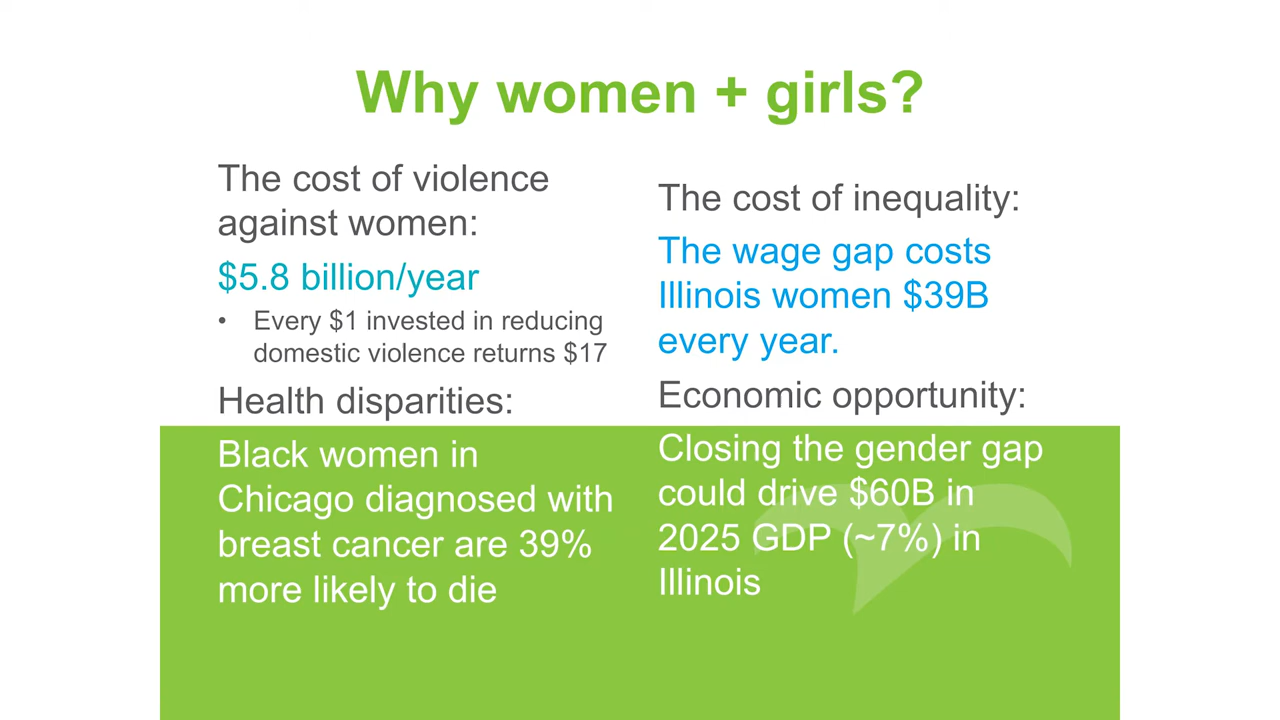 Why women + girls?
The cost of violence
against women:
$5.8 billion/year
• Every $1 invested in reducing
domestic violence returns $17
Health disparities:
Black women in
Chicago diagnosed with
breast cancer are 39%
more likely to die
The cost of inequality:
The wage gap costs
Illinois women $39B
every year.
Economic opportunity:
Closing the gender gap
could drive $60B in
2025 GDP (~7%) in
Illinois